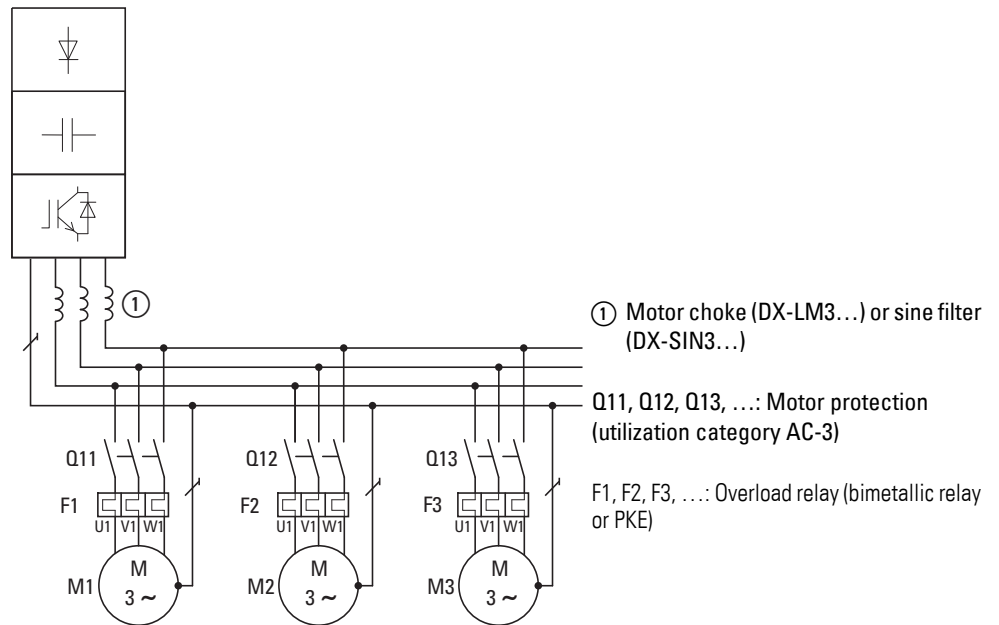 ① Motor choke (DX-LM3…) or sine filter
(DX-SIN3…)
Q11, Q12, Q13, …: Motor protection
(utilization category AC-3)
F1, F2, F3, …: Overload relay (bimetallic relay
or PKE)
①
Q11
Q12
Q13
F1
F2
F3
U1 V1 W1
U1 V1 W1
U1 V1 W1
M1
M
3 ~
M2
M
3 ~
M3
M
3 ~